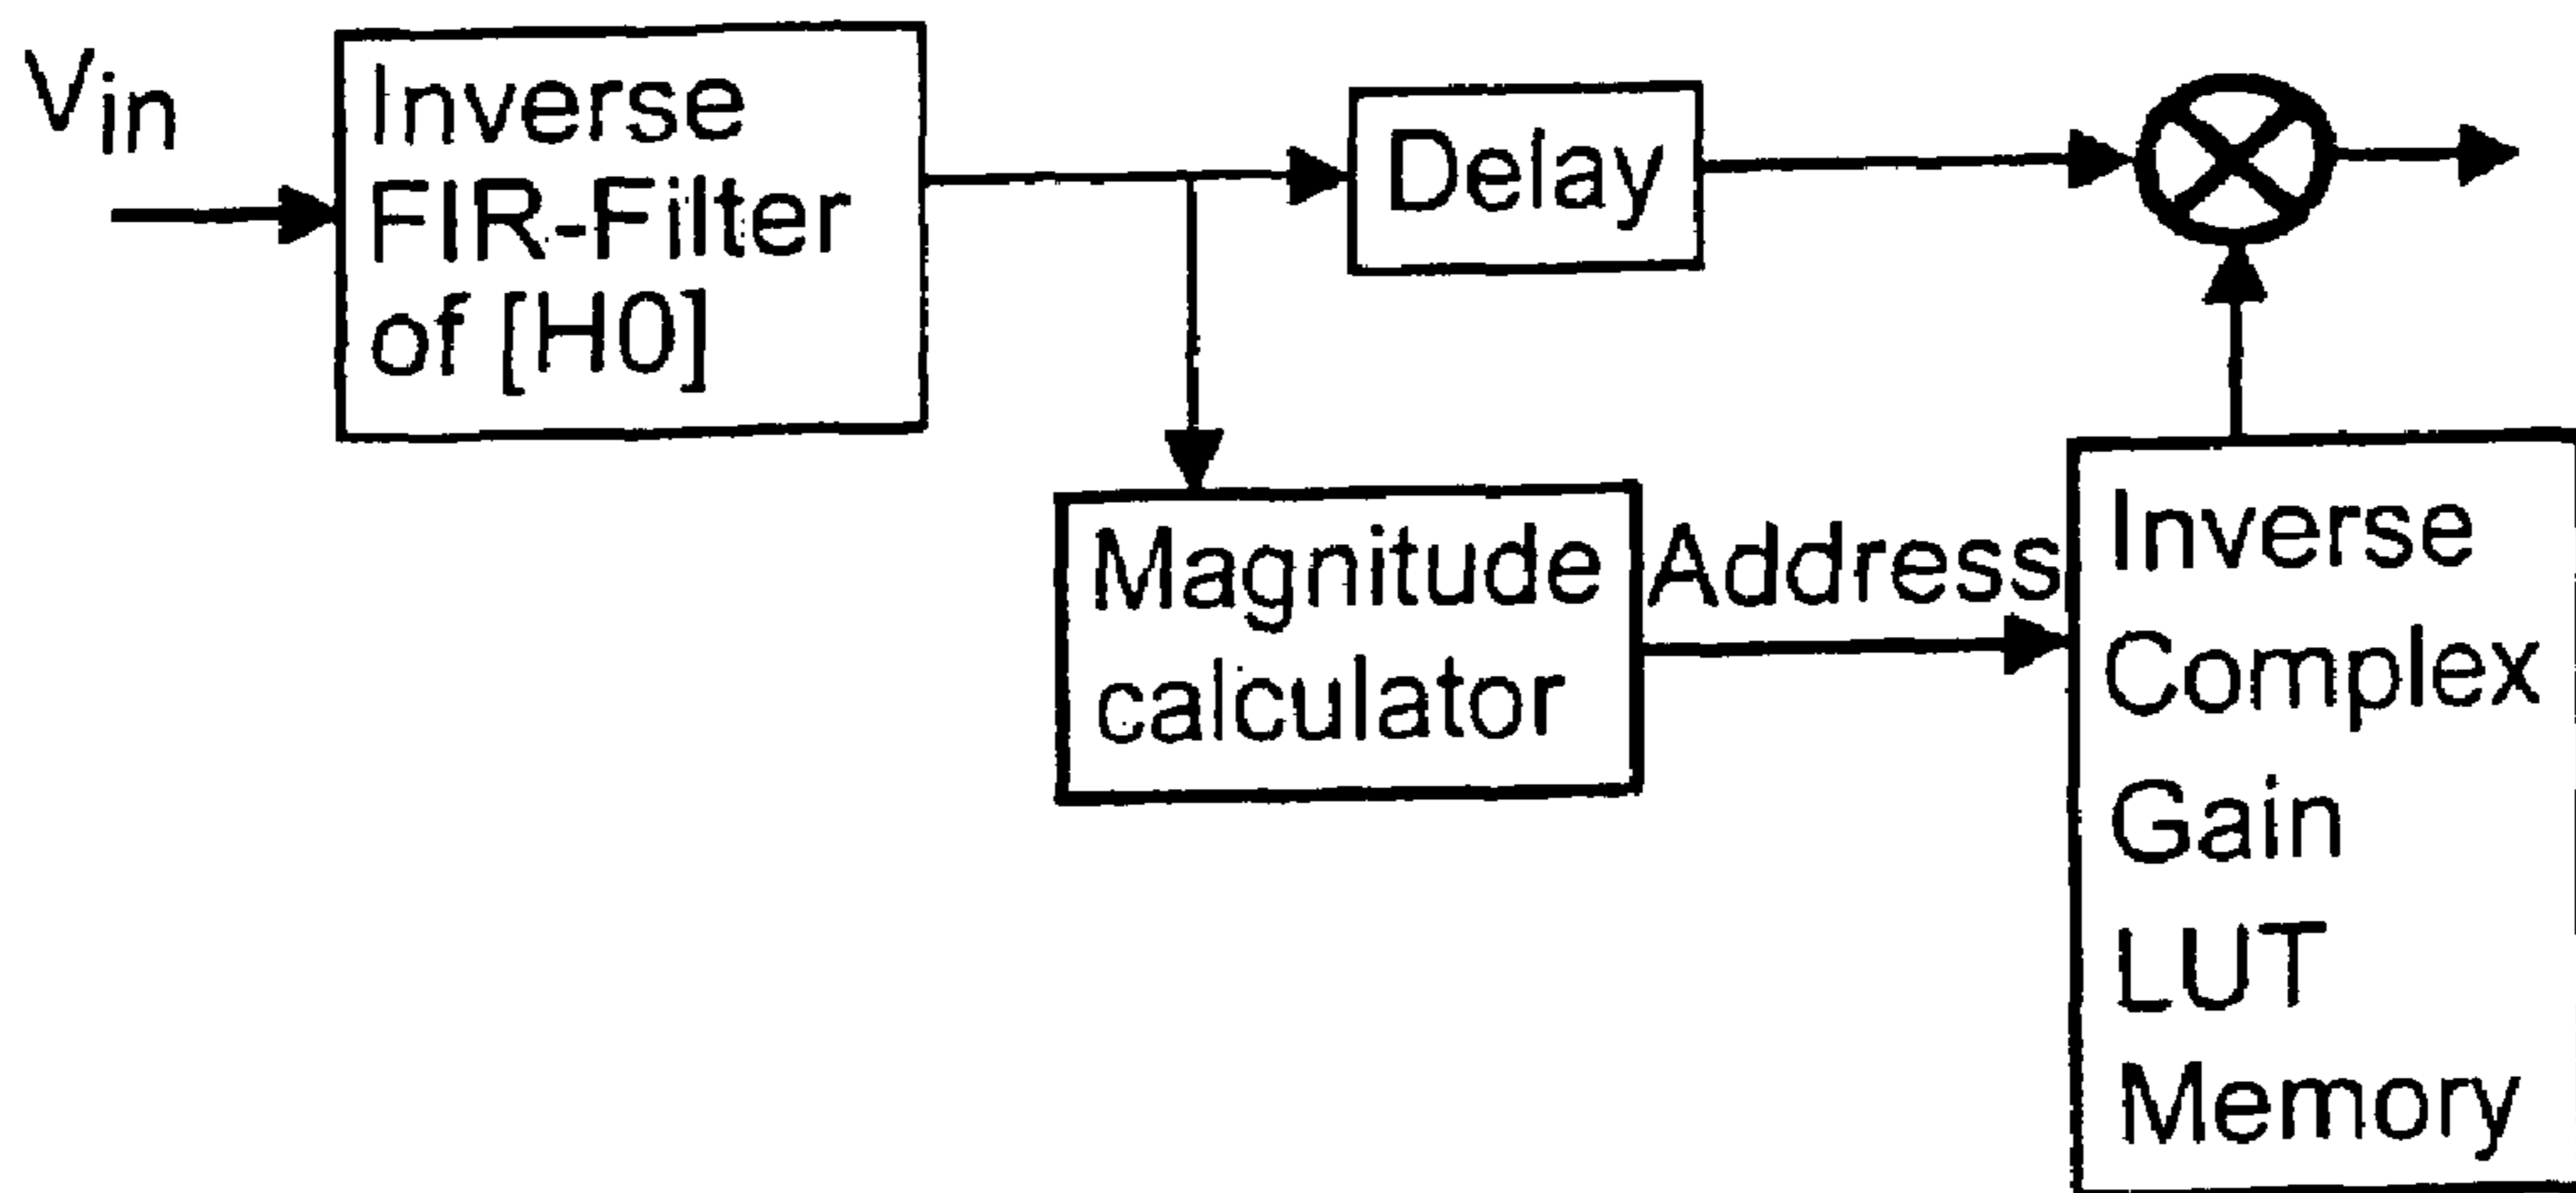 Vin
Inverse
FIR-Filter
of [H0]
Delay
Magnitude
calculator
Address
Inverse
Complex
Gain
LUT
Memory